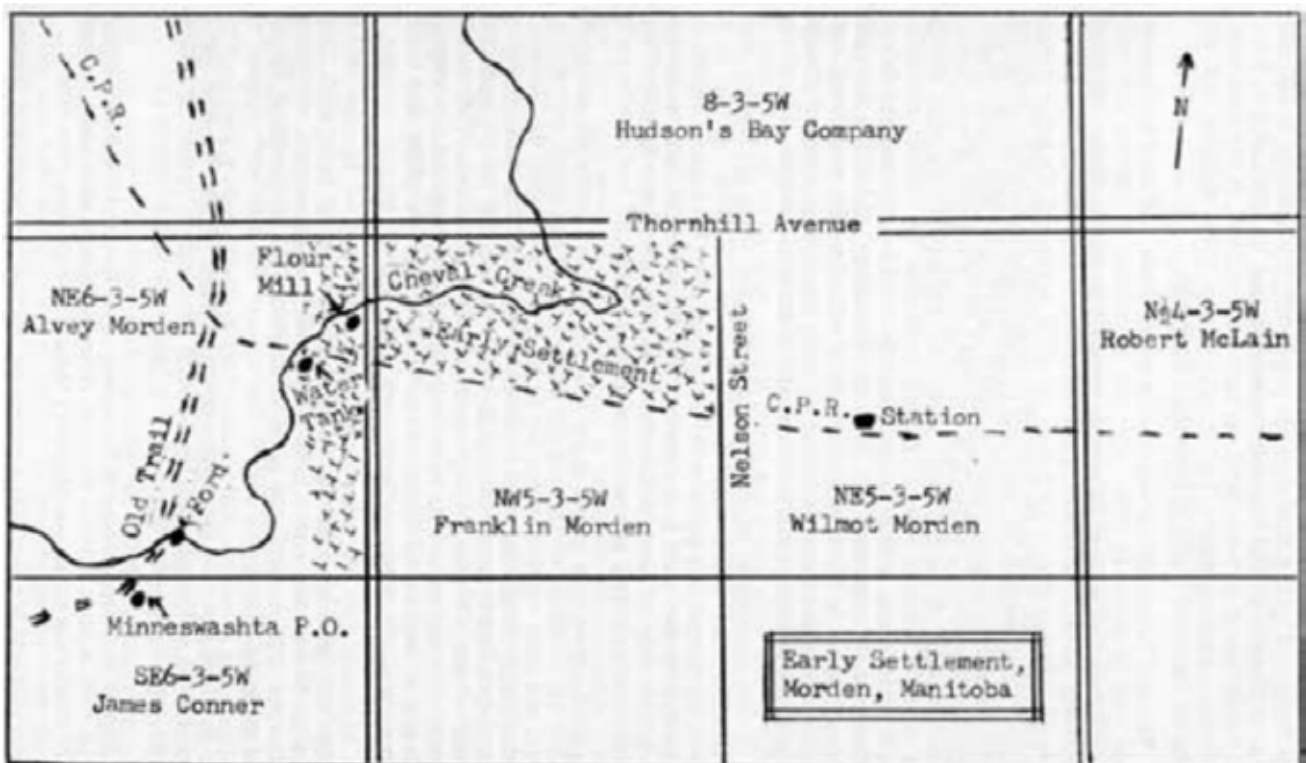 C.P.R.
8-3-5W
Hudson's Bay Company
N
Thornhill Avenue
Flour
Mill
Cheval Creek
NE6-3-5W
Alvey Morden
Early Settlement
N½4-3-5W
Robert McLain
Water
Tank
Nelson Street
C.P.R. Station
Old Trail
Ford.
NW5-3-5W
Franklin Morden
NE5-3-5W
Wilmot Morden
Minneswashta P.O.
SE6-3-5W
James Conner
Early Settlement,
Morden, Manitoba